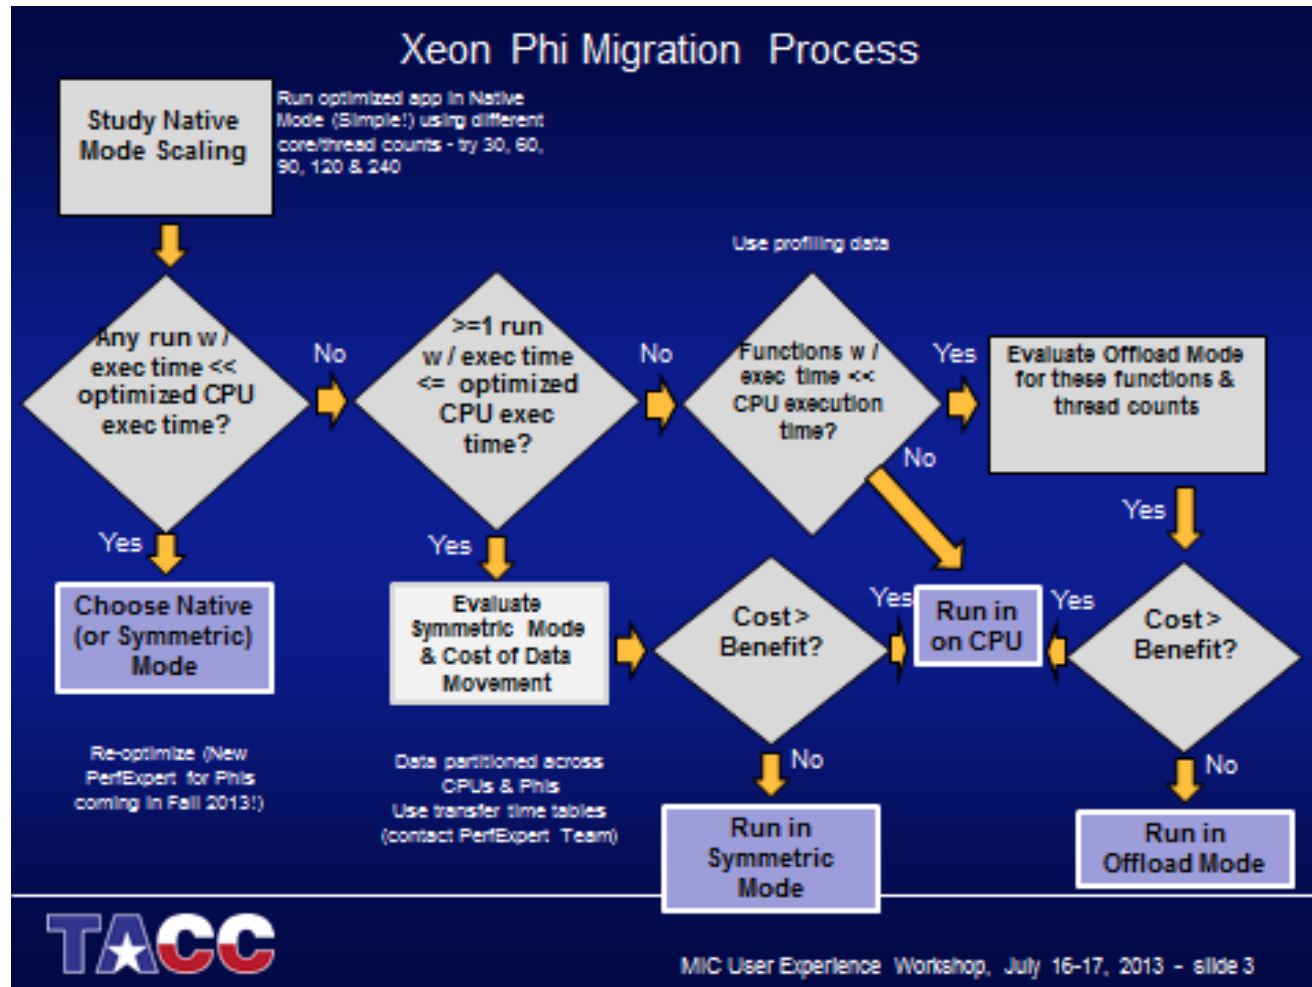 Xeon Phi Migration Process
Study Native
Mode Scaling
Run optimized app in Native
Mode (Simple!) using different
core/thread counts - try 30, 60,
90, 120 & 240
Use profiling data
Any run w /
exec time <<
optimized CPU
exec time?
No
>=1 run
w / exec time
<= optimized
CPU exec
time?
No
Functions w /
exec time <<
CPU execution
time?
Yes
Evaluate Offload Mode
for these functions &
thread counts
No
Yes
Yes
Yes
Choose Native
(or Symmetric)
Mode
Evaluate
Symmetric Mode
& Cost of Data
Movement
Cost >
Benefit?
Yes
Run in
on CPU
Yes
Cost >
Benefit?
Re-optimize (New
PerfExpert for Phis
coming in Fall 2013!)
Data partitioned across
CPUs & Phis
Use transfer time tables
(contact PerfExpert Team)
No
No
Run in
Symmetric
Mode
Run in
Offload Mode
TACC
MIC User Experience Workshop, July 16-17, 2013 - slide 3